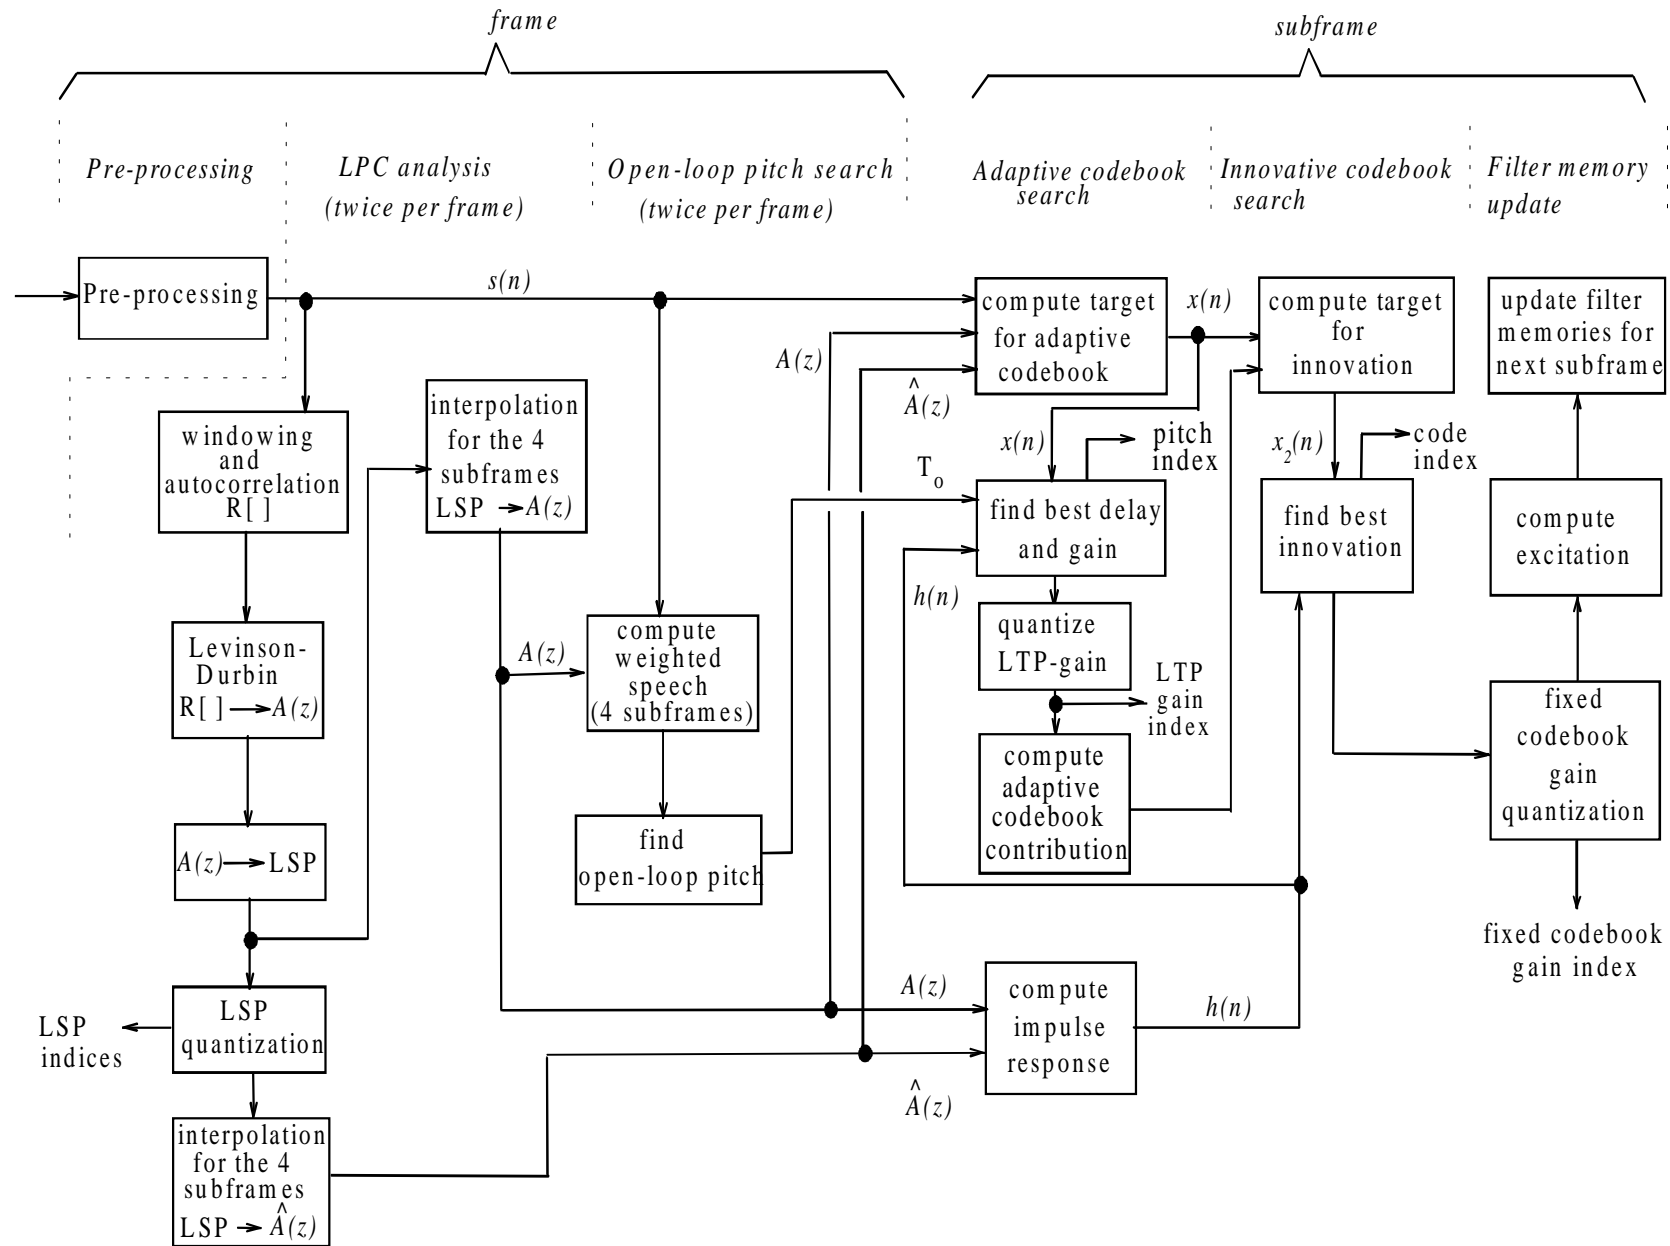 frame
subframe
Pre-processing
LPC analysis
(twice per frame)
Open-loop pitch search
(twice per frame)
Adaptive codebook
search
Innovative codebook
search
Filter memory
update
Pre-processing
s(n)
compute target
for adaptive
codebook
x(n)
compute target
for
innovation
update filter
memories for
next subframe
A(z)
Â(z)
windowing
and
autocorrelation
R[ ]
interpolation
for the 4
subframes
LSP → A(z)
x(n)
pitch
index
x₂(n)
code
index
T₀
find best delay
and gain
find best
innovation
compute
excitation
h(n)
Levinson-
Durbin
R[ ] → A(z)
A(z)
compute
weighted
speech
(4 subframes)
quantize
LTP-gain
LTP
gain
index
fixed
codebook
gain
quantization
compute
adaptive
codebook
contribution
A(z) → LSP
find
open-loop pitch
fixed codebook
gain index
LSP
quantization
LSP
indices
A(z)
compute
impulse
response
h(n)
Â(z)
interpolation
for the 4
subframes
LSP → Â(z)